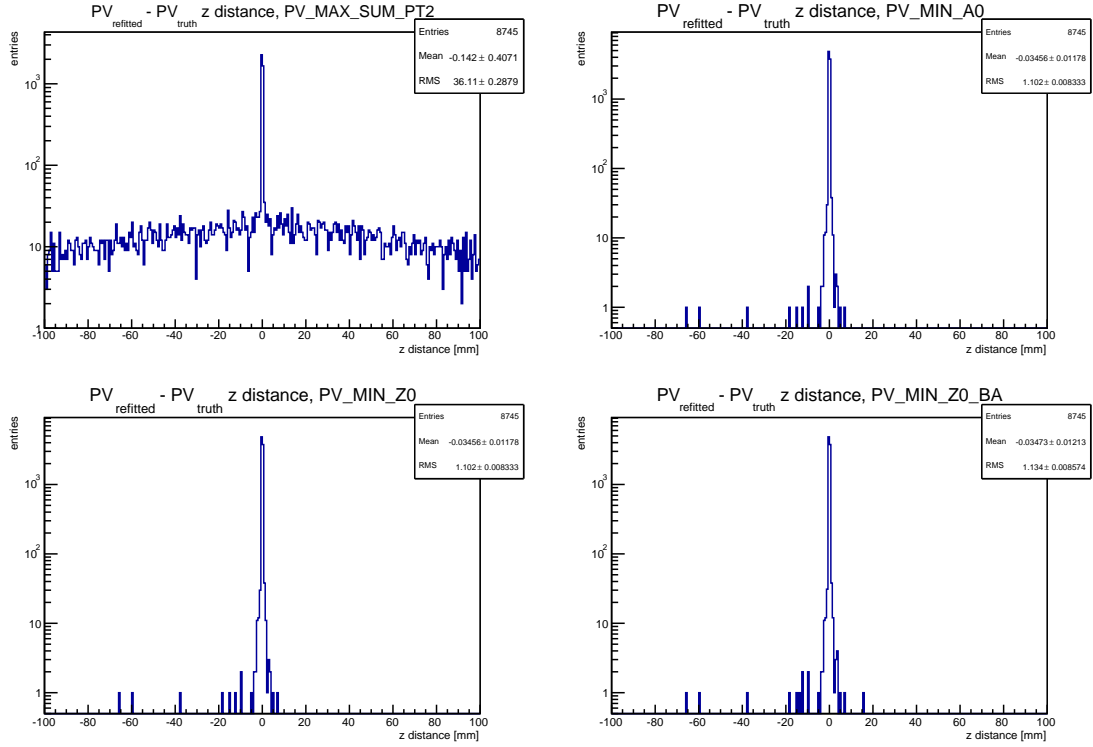 PV_refitted - PV_truth z distance, PV_MAX_SUM_PT2
Entries 8745
Mean -0.142 ± 0.4071
RMS 36.11 ± 0.2879
entries
10^3
10^2
10
1
-100 -80 -60 -40 -20 0 20 40 60 80 100
z distance [mm]
PV_refitted - PV_truth z distance, PV_MIN_A0
Entries 8745
Mean -0.03456 ± 0.01178
RMS 1.102 ± 0.008333
entries
10^3
10^2
10
1
-100 -80 -60 -40 -20 0 20 40 60 80 100
z distance [mm]
PV_refitted - PV_truth z distance, PV_MIN_Z0
Entries 8745
Mean -0.03456 ± 0.01178
RMS 1.102 ± 0.008333
entries
10^3
10^2
10
1
-100 -80 -60 -40 -20 0 20 40 60 80 100
z distance [mm]
PV_refitted - PV_truth z distance, PV_MIN_Z0_BA
Entries 8745
Mean -0.03473 ± 0.01213
RMS 1.134 ± 0.008574
entries
10^3
10^2
10
1
-100 -80 -60 -40 -20 0 20 40 60 80 100
z distance [mm]